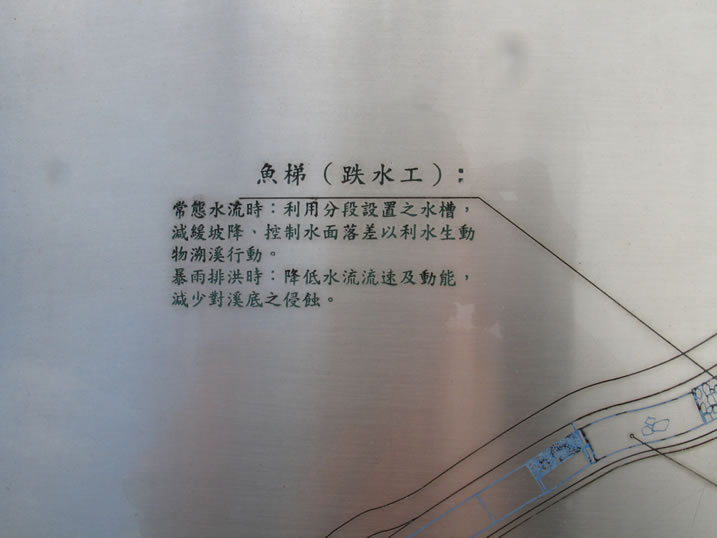 魚梯（跌水工）：
常態水流時：利用分段設置之水槽，
減緩坡降、控制水面落差以利水生動
物溯溪行動。
暴雨排洪時：降低水流流速及動能，
減少對溪底之侵蝕。